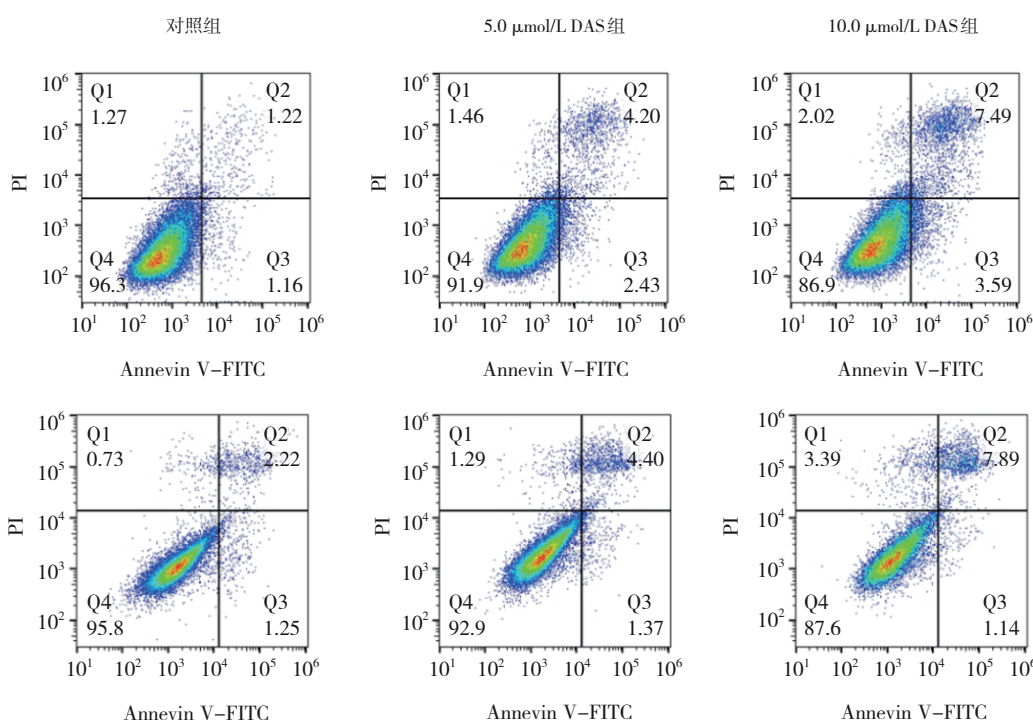 对照组
5.0 μmol/L DAS组
10.0 μmol/L DAS组
10⁶
10⁵
10⁴
10³
10²
PI
Q1
1.27
Q2
1.22
Q4
96.3
Q3
1.16
10¹ 10² 10³ 10⁴ 10⁵ 10⁶
Annevin V-FITC
10⁶
10⁵
10⁴
10³
10²
PI
Q1
1.46
Q2
4.20
Q4
91.9
Q3
2.43
10¹ 10² 10³ 10⁴ 10⁵ 10⁶
Annevin V-FITC
10⁶
10⁵
10⁴
10³
10²
PI
Q1
2.02
Q2
7.49
Q4
86.9
Q3
3.59
10¹ 10² 10³ 10⁴ 10⁵ 10⁶
Annevin V-FITC
10⁶
10⁵
10⁴
10³
10²
PI
Q1
0.73
Q2
2.22
Q4
95.8
Q3
1.25
10¹ 10² 10³ 10⁴ 10⁵ 10⁶
Annevin V-FITC
10⁶
10⁵
10⁴
10³
10²
PI
Q1
1.29
Q2
4.40
Q4
92.9
Q3
1.37
10¹ 10² 10³ 10⁴ 10⁵ 10⁶
Annevin V-FITC
10⁶
10⁵
10⁴
10³
10²
PI
Q1
3.39
Q2
7.89
Q4
87.6
Q3
1.14
10¹ 10² 10³ 10⁴ 10⁵ 10⁶
Annevin V-FITC